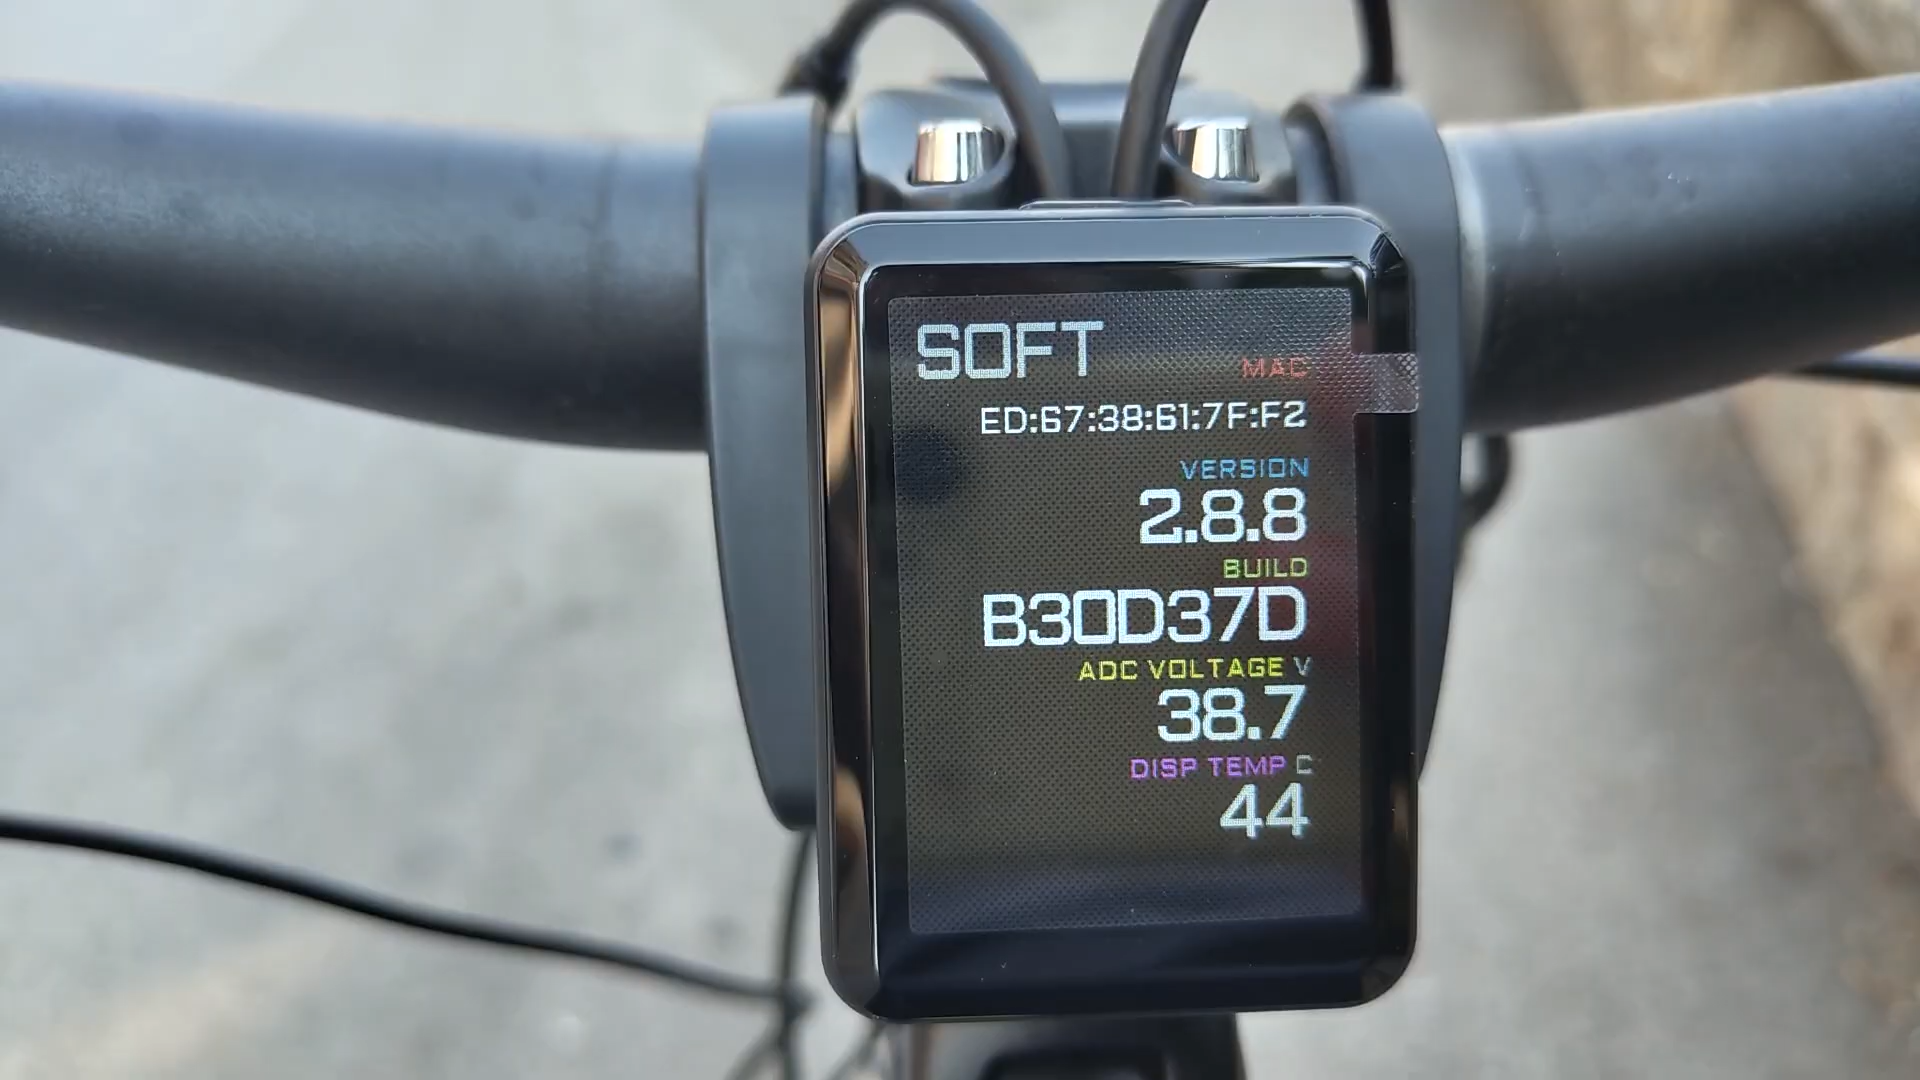 SOFT
MAC
ED:67:38:61:7F:F2
VERSION
2.8.8
BUILD
B30D37D
ADC VOLTAGE V
38.7
DISP TEMP C
44